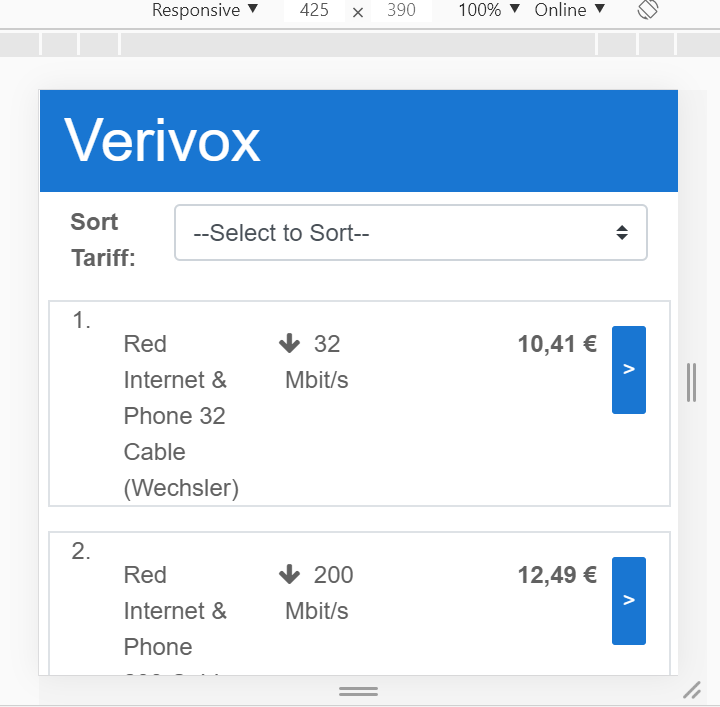 Responsive ▼ 425 × 390 100% ▼ Online ▼
Verivox
Sort
Tariff:
--Select to Sort--
1.
Red
Internet &
Phone 32
Cable
(Wechsler)
32
Mbit/s
10,41 €
>
2.
Red
Internet &
Phone
200
Mbit/s
12,49 €
>